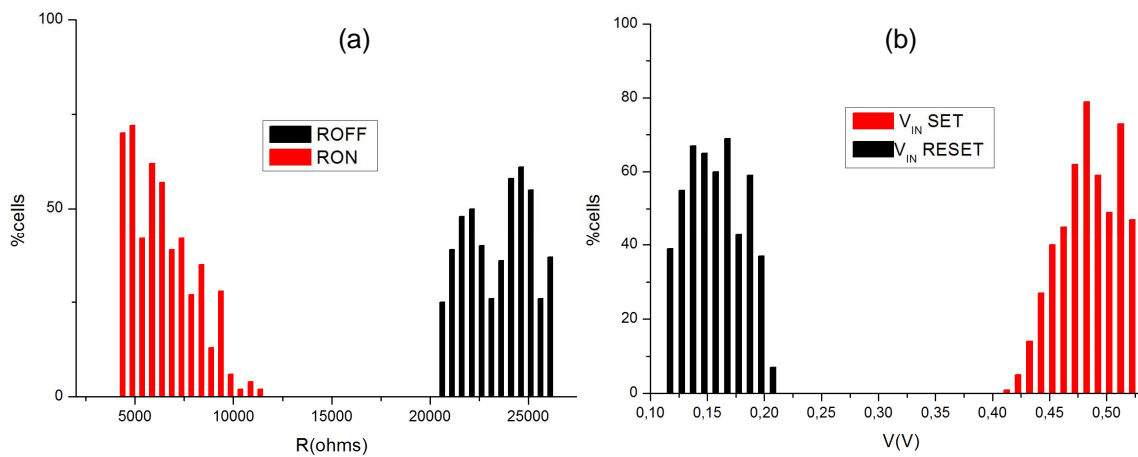 (a)
100
50
0
%cells
ROFF
RON
5000 10000 15000 20000 25000
R(ohms)
(b)
100
80
60
40
20
0
%cells
V_IN SET
V_IN RESET
0,10 0,15 0,20 0,25 0,30 0,35 0,40 0,45 0,50
V(V)